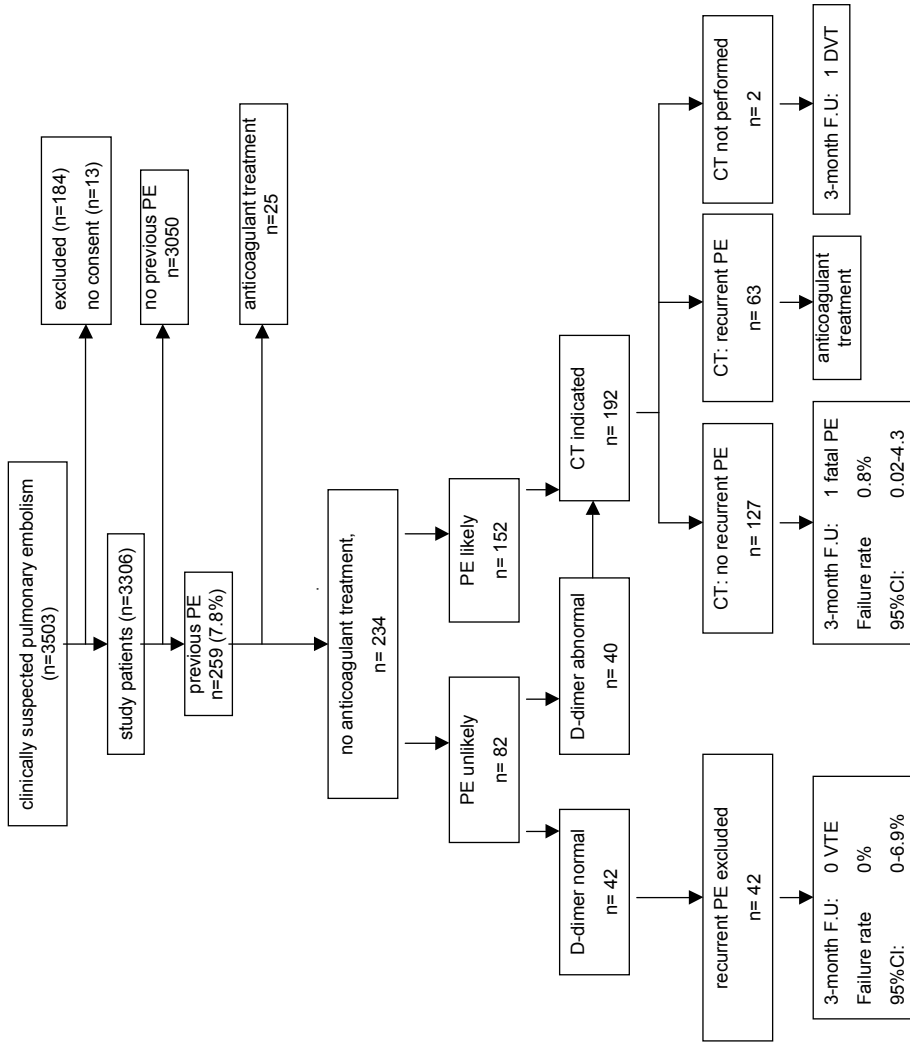 clinically suspected pulmonary embolism
(n=3503)
excluded (n=184)
no consent (n=13)
study patients (n=3306)
no previous PE
n=3050
previous PE
n=259 (7.8%)
anticoagulant treatment
n=25
no anticoagulant treatment,
n= 234
PE unlikely
n= 82
PE likely
n= 152
D-dimer normal
n= 42
D-dimer abnormal
n= 40
CT indicated
n= 192
recurrent PE excluded
n= 42
CT: no recurrent PE
n= 127
CT: recurrent PE
n= 63
CT not performed
n= 2
3-month F.U: 0 VTE
Failure rate 0%
95%CI: 0-6.9%
3-month F.U: 1 fatal PE
Failure rate 0.8%
95%CI: 0.02-4.3
anticoagulant
treatment
3-month F.U: 1 DVT